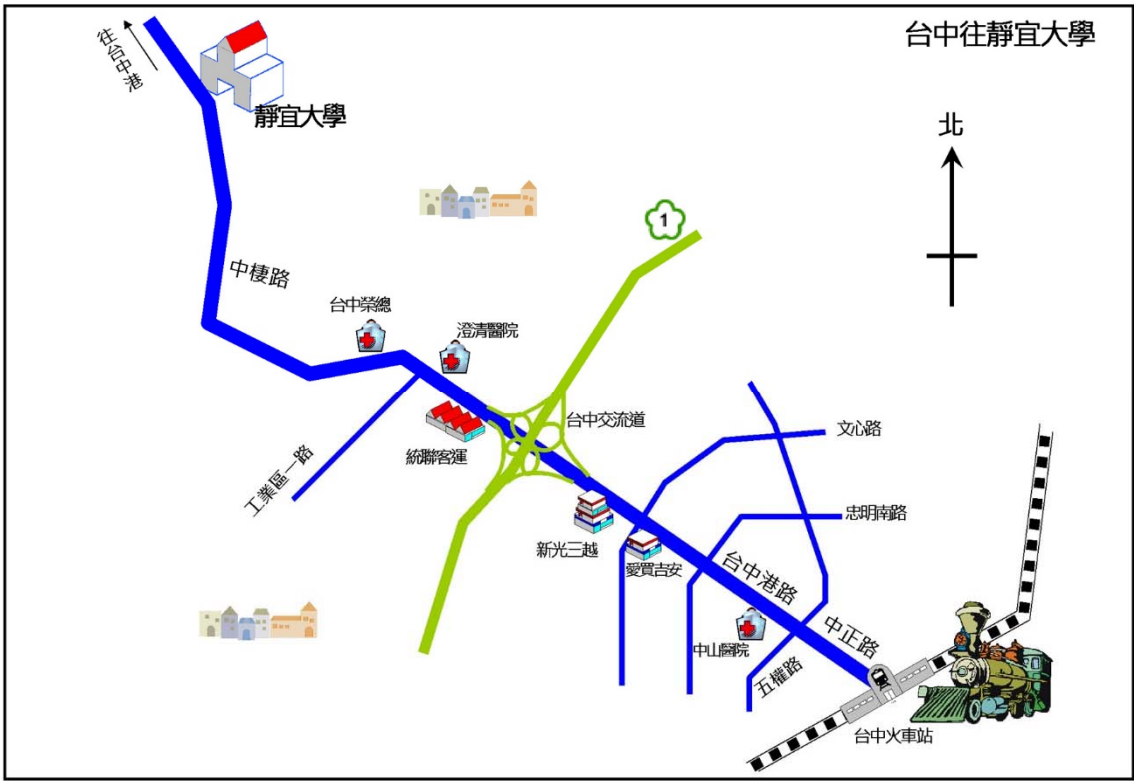 台中往靜宜大學
往台中港
靜宜大學
北
1
中棲路
台中榮總
澄清醫院
台中交流道
文心路
統聯客運
工業區一路
忠明南路
新光三越
愛買吉安
台中港路
中正路
中山醫院
五權路
台中火車站